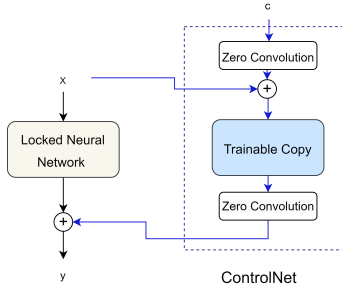 c
Zero Convolution
+
x
Locked Neural
Network
Trainable Copy
Zero Convolution
+
y
ControlNet